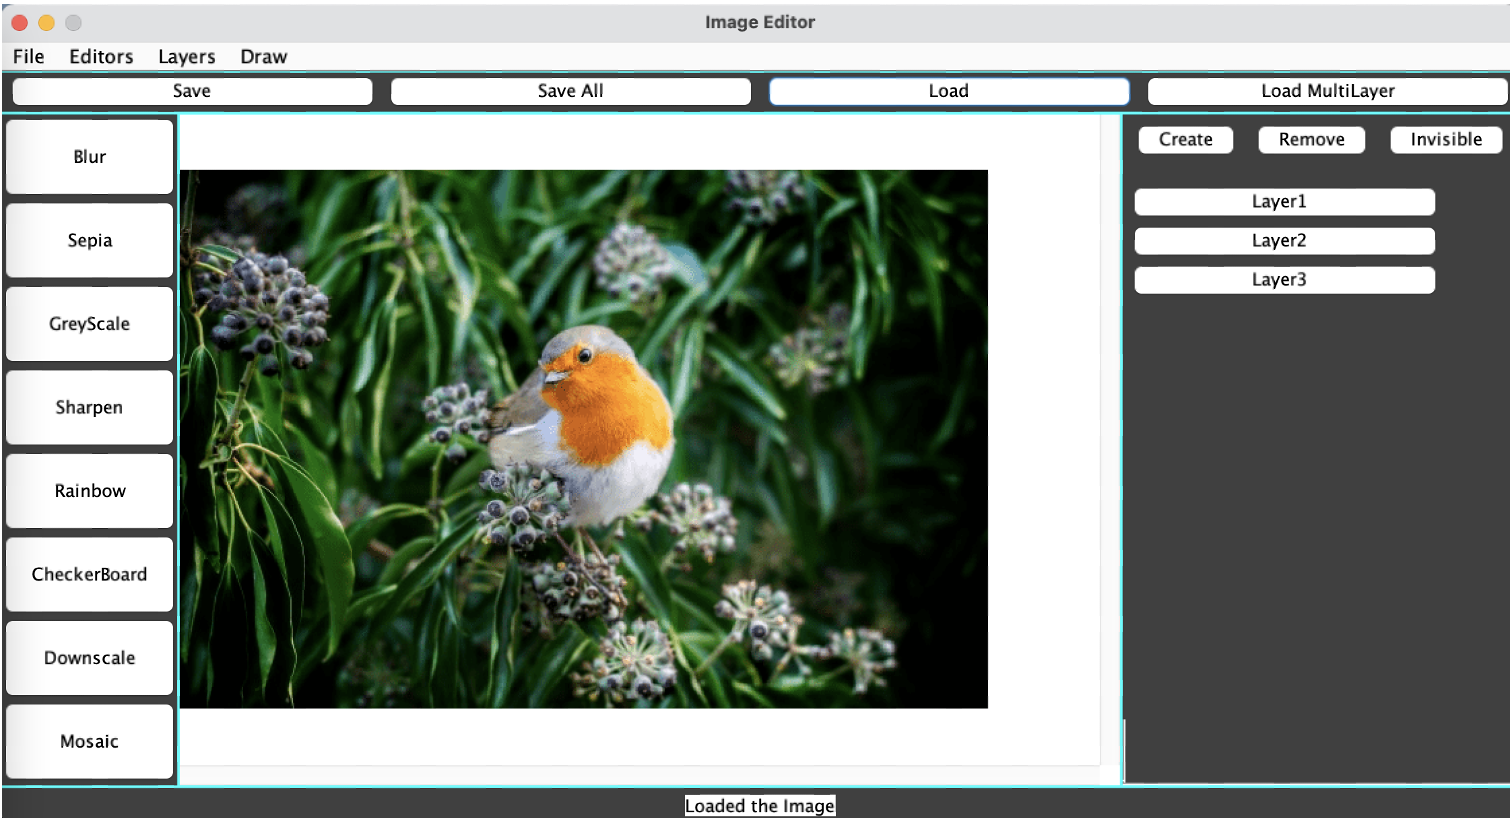 Image Editor
File Editors Layers Draw
Save Save All Load Load MultiLayer
Blur
Sepia
GreyScale
Sharpen
Rainbow
CheckerBoard
Downscale
Mosaic
Create Remove Invisible
Layer1
Layer2
Layer3
Loaded the Image